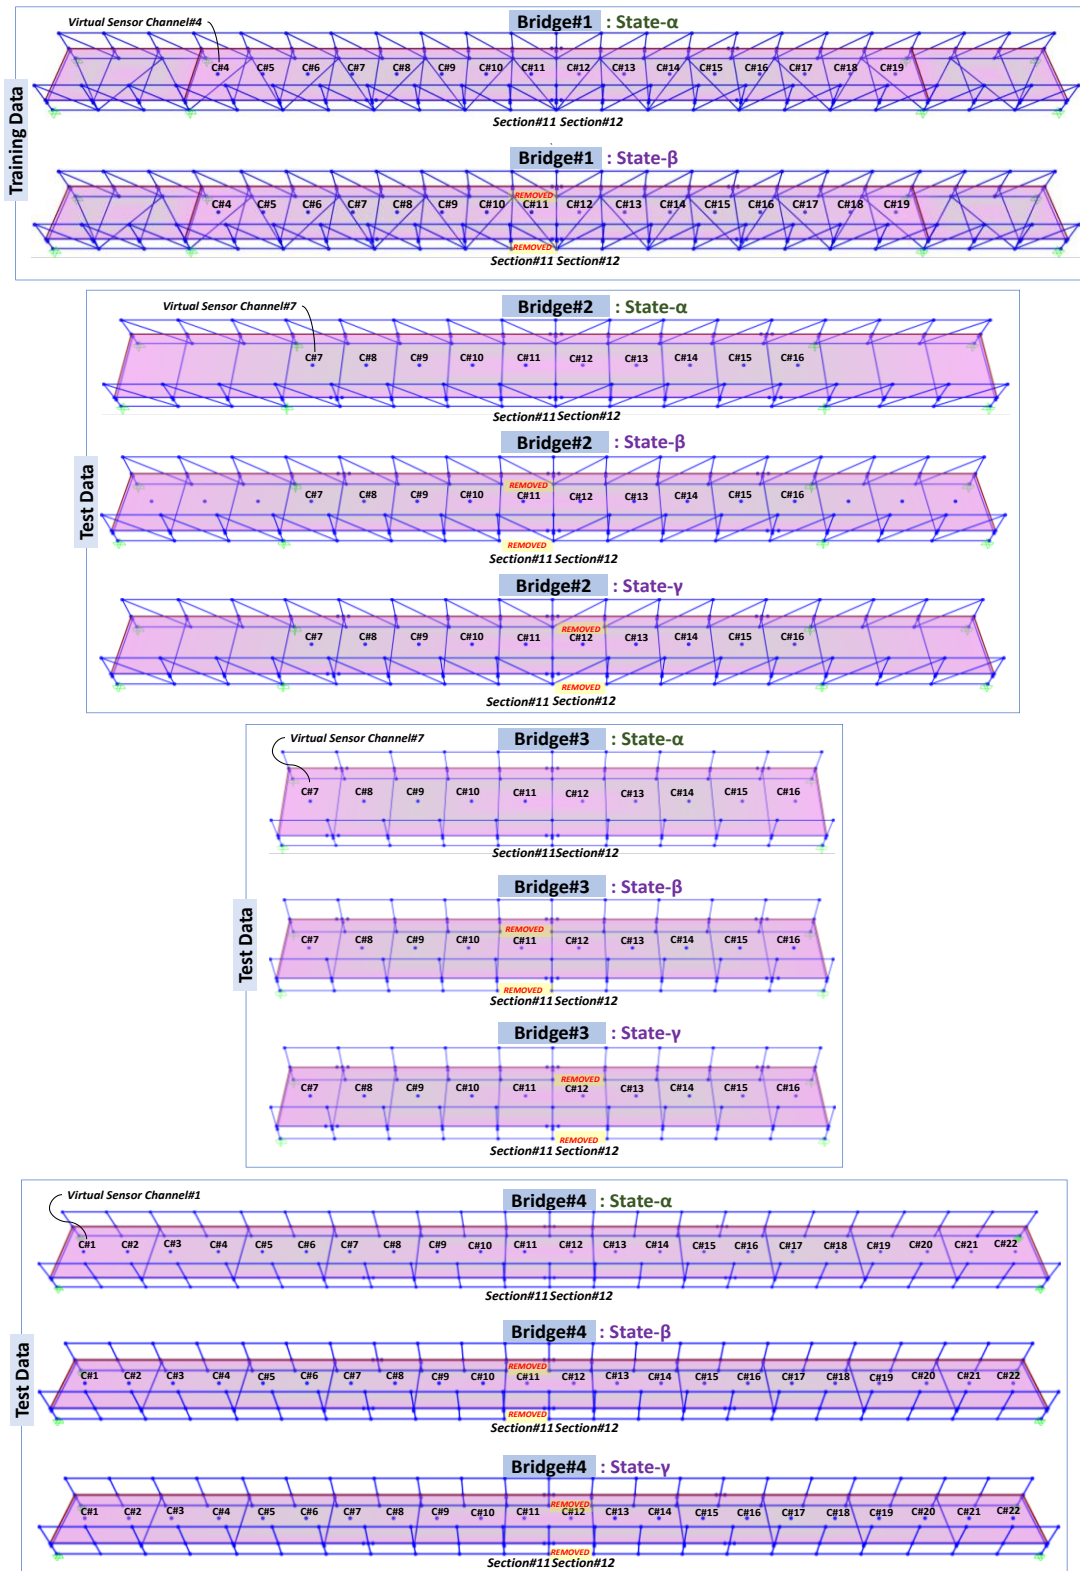 Virtual Sensor Channel#4
Bridge#1 : State-α
C#4 C#5 C#6 C#7 C#8 C#9 C#10 C#11 C#12 C#13 C#14 C#15 C#16 C#17 C#18 C#19
Section#11 Section#12
Training Data
Bridge#1 : State-β
REMOVED
C#4 C#5 C#6 C#7 C#8 C#9 C#10 C#11 C#12 C#13 C#14 C#15 C#16 C#17 C#18 C#19
REMOVED
Section#11 Section#12
Virtual Sensor Channel#7
Bridge#2 : State-α
C#7 C#8 C#9 C#10 C#11 C#12 C#13 C#14 C#15 C#16
Section#11 Section#12
Bridge#2 : State-β
REMOVED
C#7 C#8 C#9 C#10 C#11 C#12 C#13 C#14 C#15 C#16
Test Data
REMOVED
Section#11 Section#12
Bridge#2 : State-γ
REMOVED
C#7 C#8 C#9 C#10 C#11 C#12 C#13 C#14 C#15 C#16
REMOVED
Section#11 Section#12
Virtual Sensor Channel#7
Bridge#3 : State-α
C#7 C#8 C#9 C#10 C#11 C#12 C#13 C#14 C#15 C#16
Section#11Section#12
Bridge#3 : State-β
REMOVED
C#7 C#8 C#9 C#10 C#11 C#12 C#13 C#14 C#15 C#16
Test Data
REMOVED
Section#11 Section#12
Bridge#3 : State-γ
REMOVED
C#7 C#8 C#9 C#10 C#11 C#12 C#13 C#14 C#15 C#16
REMOVED
Section#11 Section#12
Virtual Sensor Channel#1
Bridge#4 : State-α
C#1 C#2 C#3 C#4 C#5 C#6 C#7 C#8 C#9 C#10 C#11 C#12 C#13 C#14 C#15 C#16 C#17 C#18 C#19 C#20 C#21 C#22
Section#11Section#12
Bridge#4 : State-β
REMOVED
C#1 C#2 C#3 C#4 C#5 C#6 C#7 C#8 C#9 C#10 C#11 C#12 C#13 C#14 C#15 C#16 C#17 C#18 C#19 C#20 C#21 C#22
Test Data
REMOVED
Section#11Section#12
Bridge#4 : State-γ
REMOVED
C#1 C#2 C#3 C#4 C#5 C#6 C#7 C#8 C#9 C#10 C#11 C#12 C#13 C#14 C#15 C#16 C#17 C#18 C#19 C#20 C#21 C#22
REMOVED
Section#11Section#12